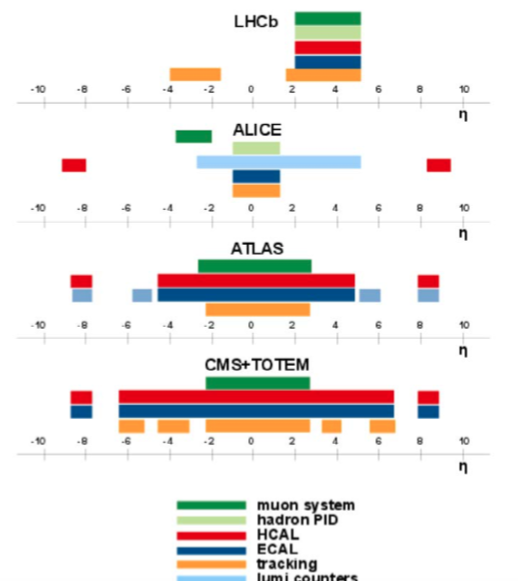 LHCb
-10 -8 -6 -4 -2 0 2 4 6 8 10
η
ALICE
-10 -8 -6 -4 -2 0 2 4 6 8 10
η
ATLAS
-10 -8 -6 -4 -2 0 2 4 6 8 10
η
CMS+TOTEM
-10 -8 -6 -4 -2 0 2 4 6 8 10
η
muon system
hadron PID
HCAL
ECAL
tracking
lumi counters